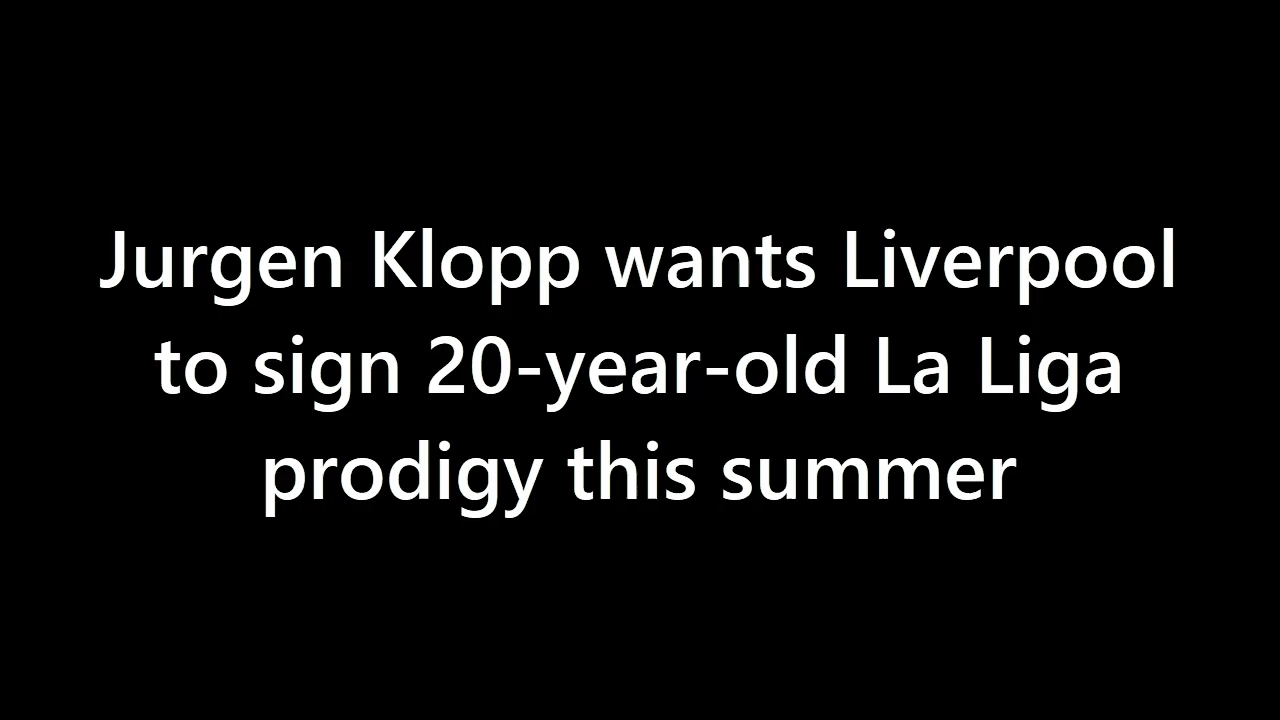 Jurgen Klopp wants Liverpool
to sign 20-year-old La Liga
prodigy this summer